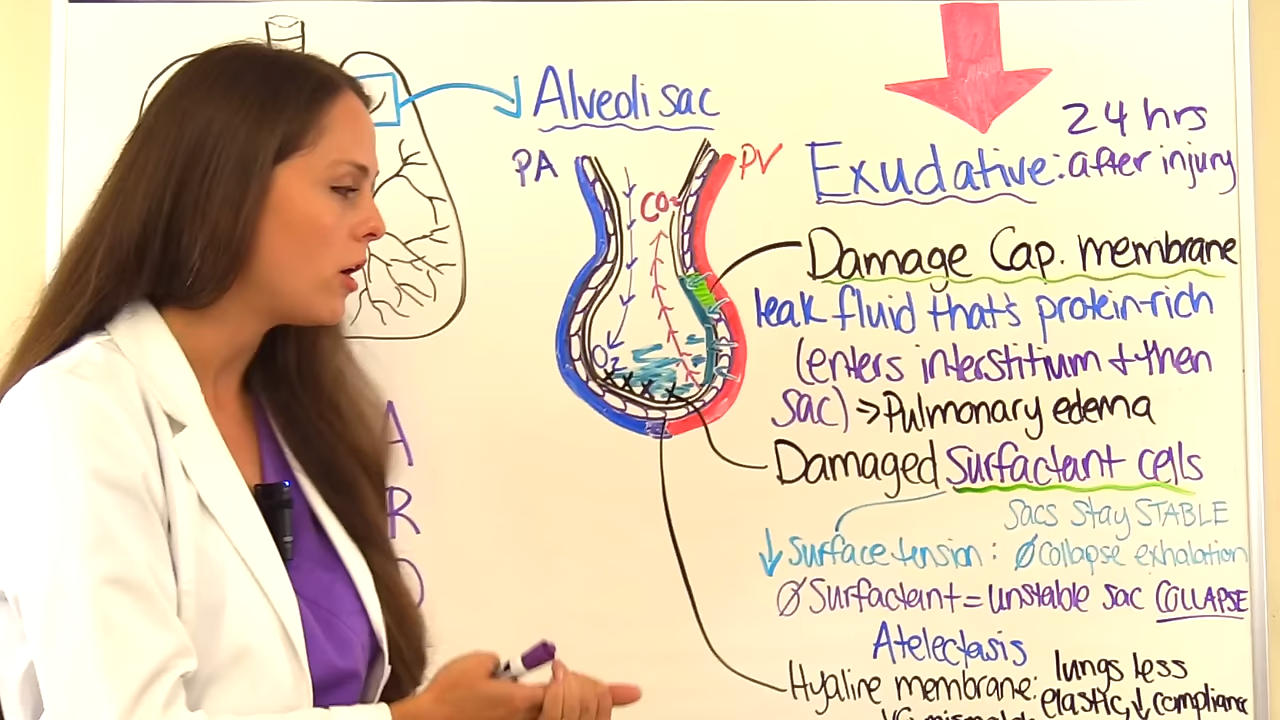 Alveoli sac
PA
PV
CO₂
O₂
24 hrs
Exudative: after injury
Damage Cap. membrane
leak fluid that's protein-rich
(enters interstitium + then
sac) => Pulmonary edema
Damaged Surfactant cells
Sacs Stay STABLE
↓ Surface tension: Ø collapse exhalation
Ø Surfactant = unstable sac COLLAPSE
Atelectasis
Hyaline membrane: lungs less
elastic, ↓ complianc
A
R
D